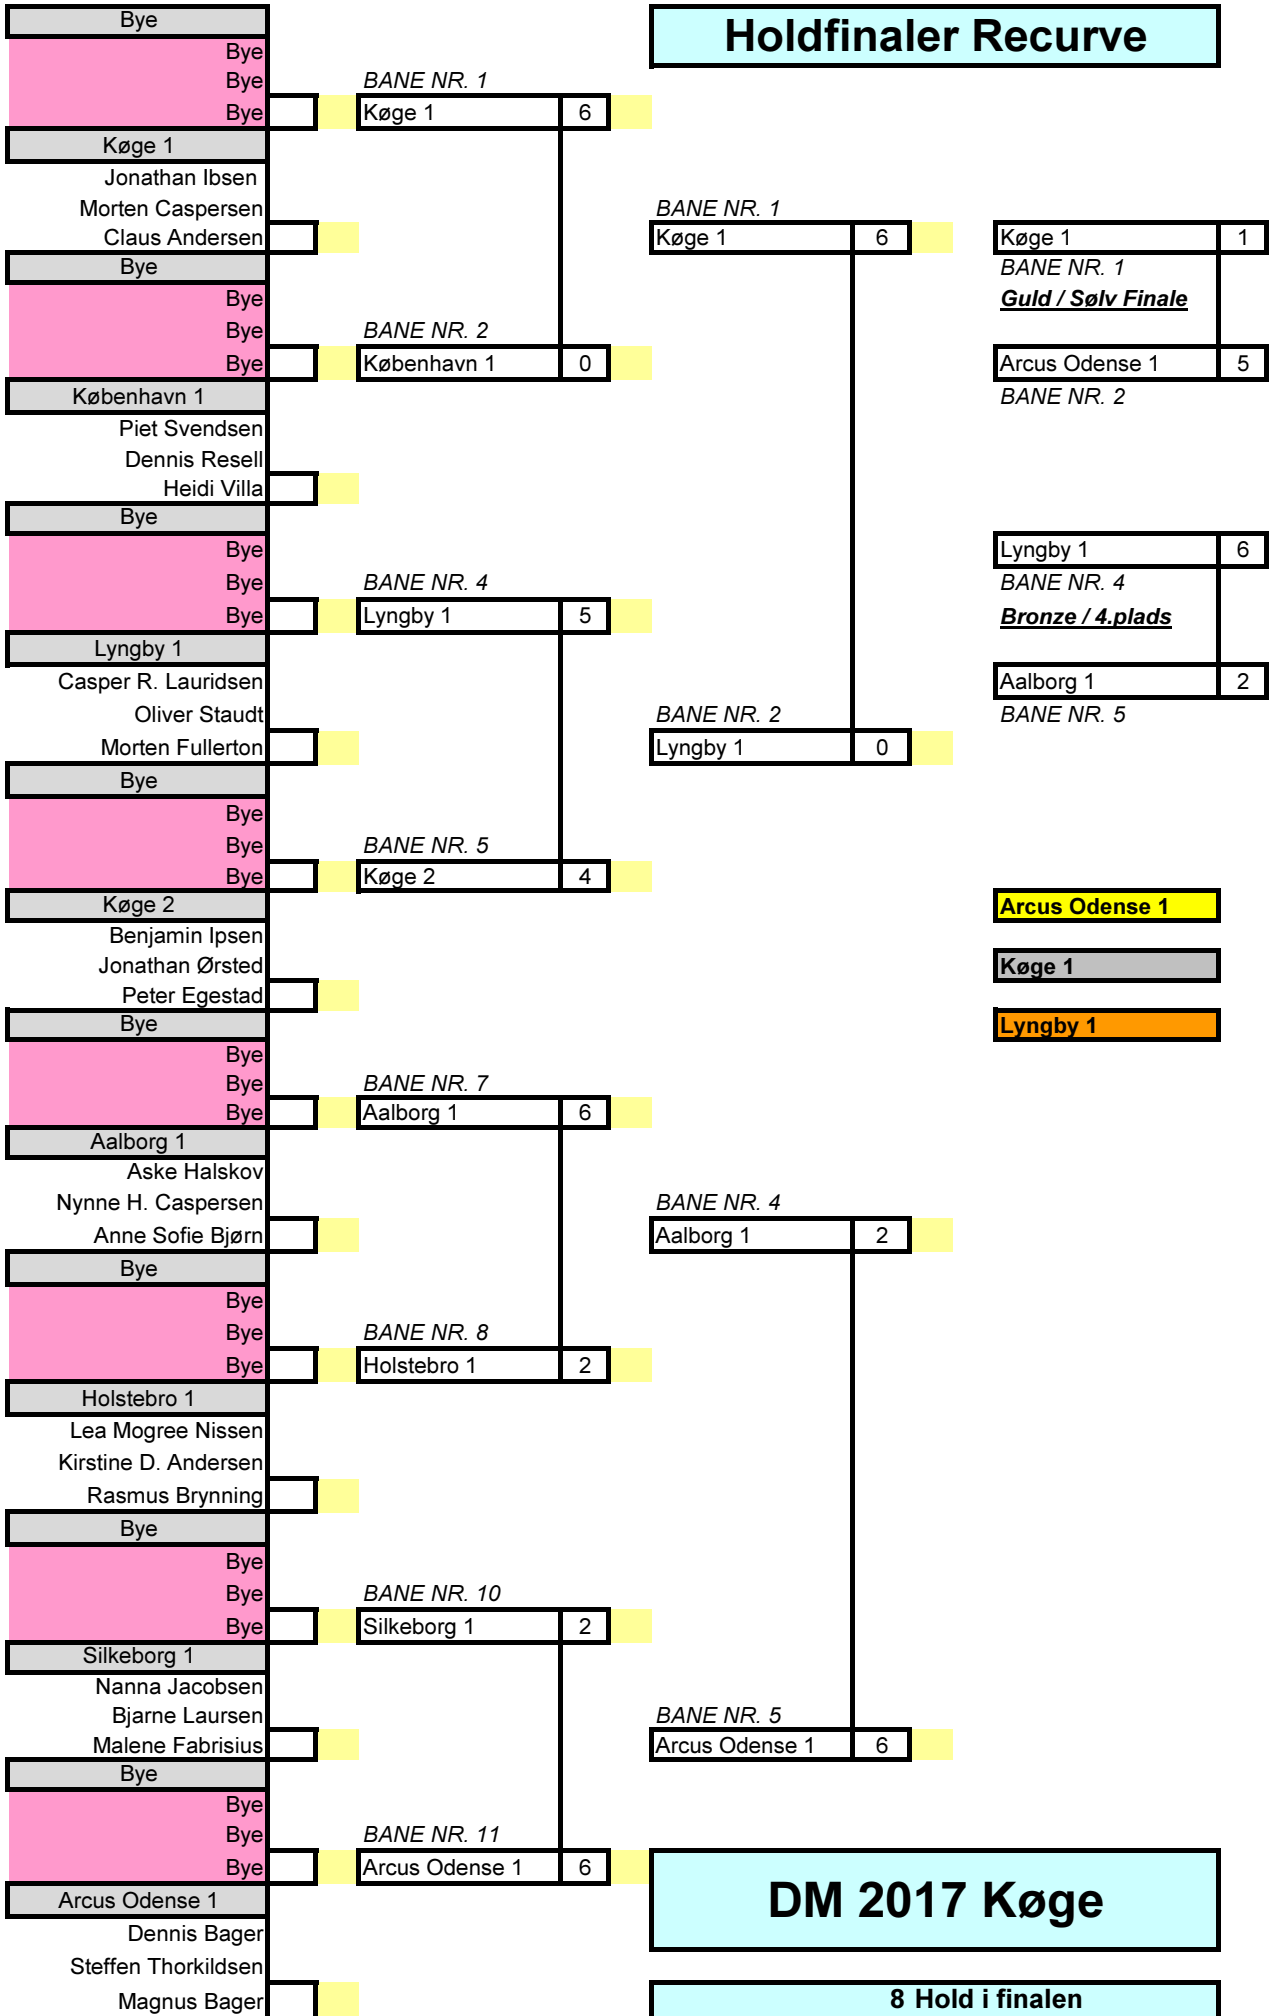 Bye
Holdfinaler Recurve
Bye
Bye
BANE NR. 1
Bye
Køge 1
6
Køge 1
Jonathan Ibsen
Morten Caspersen
BANE NR. 1
Claus Andersen
Køge 1
6
Køge 1
1
Bye
BANE NR. 1
Bye
Guld / Sølv Finale
Bye
BANE NR. 2
Bye
København 1
0
Arcus Odense 1
5
København 1
BANE NR. 2
Piet Svendsen
Dennis Resell
Heidi Villa
Bye
Bye
Lyngby 1
6
Bye
BANE NR. 4
BANE NR. 4
Bye
Lyngby 1
5
Bronze / 4.plads
Lyngby 1
Casper R. Lauridsen
Aalborg 1
2
Oliver Staudt
BANE NR. 2
BANE NR. 5
Morten Fullerton
Lyngby 1
0
Bye
Bye
Bye
BANE NR. 5
Bye
Køge 2
4
Køge 2
Arcus Odense 1
Benjamin Ipsen
Jonathan Ørsted
Køge 1
Peter Egestad
Bye
Lyngby 1
Bye
Bye
BANE NR. 7
Bye
Aalborg 1
6
Aalborg 1
Aske Halskov
Nynne H. Caspersen
BANE NR. 4
Anne Sofie Bjørn
Aalborg 1
2
Bye
Bye
Bye
BANE NR. 8
Bye
Holstebro 1
2
Holstebro 1
Lea Mogree Nissen
Kirstine D. Andersen
Rasmus Brynning
Bye
Bye
Bye
BANE NR. 10
Bye
Silkeborg 1
2
Silkeborg 1
Nanna Jacobsen
Bjarne Laursen
BANE NR. 5
Malene Fabrisius
Arcus Odense 1
6
Bye
Bye
Bye
BANE NR. 11
Bye
Arcus Odense 1
6
DM 2017 Køge
Arcus Odense 1
Dennis Bager
Steffen Thorkildsen
Magnus Bager
8 Hold i finalen